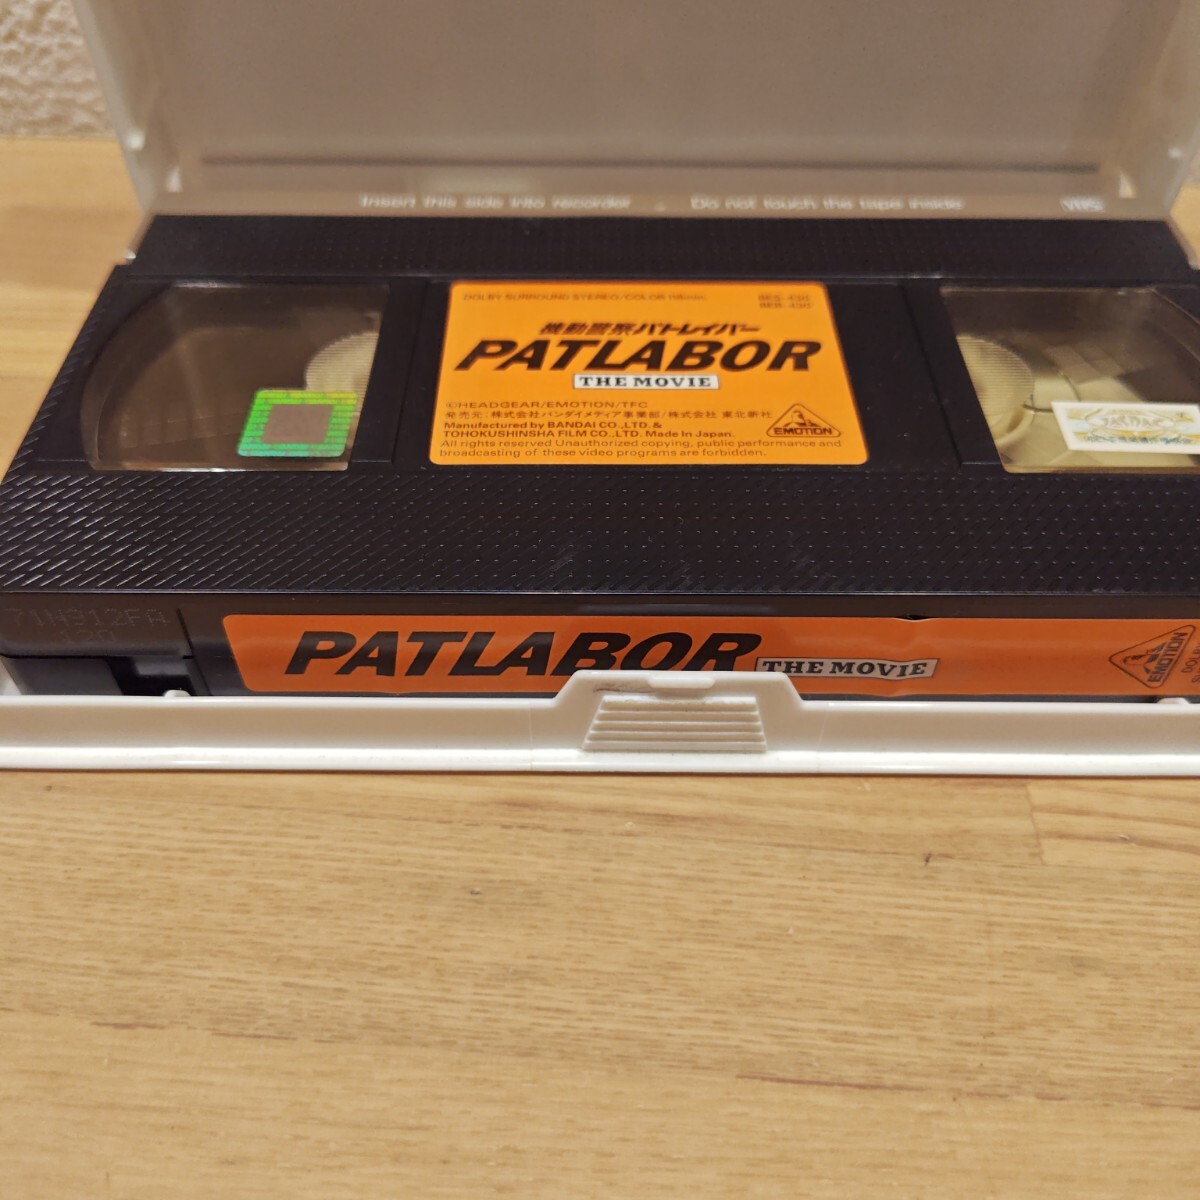 Insert this side into recorder
Do not touch the tape inside
VHS
DOLBY SURROUND STEREO/COLOR
機動警察パトレイバー
PATLABOR
THE MOVIE
©HEADGEAR/EMOTION/TFC
発売元：株式会社バンダイメディア事業部/株式会社 東北新社
Manufactured by BANDAI CO.,LTD. &
TOHOKUSHINSHA FILM CO.,LTD. Made in Japan.
All rights reserved Unauthorized copying, public performance and
broadcasting of these video programs are forbidden.
EMOTION
71N912FA
120
PATLABOR
THE MOVIE
EMOTION